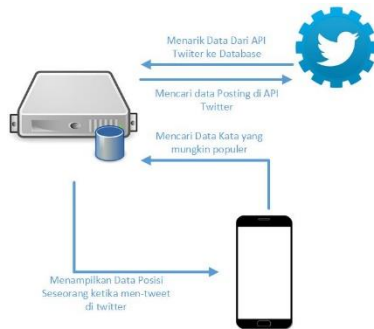 Menarik Data Dari API
Twiiter ke Database
Mencari data Posting di API
Twitter
Mencari Data Kata yang
mungkin populer
Menampilkan Data Posisi
Seseorang ketika men-tweet
di twitter